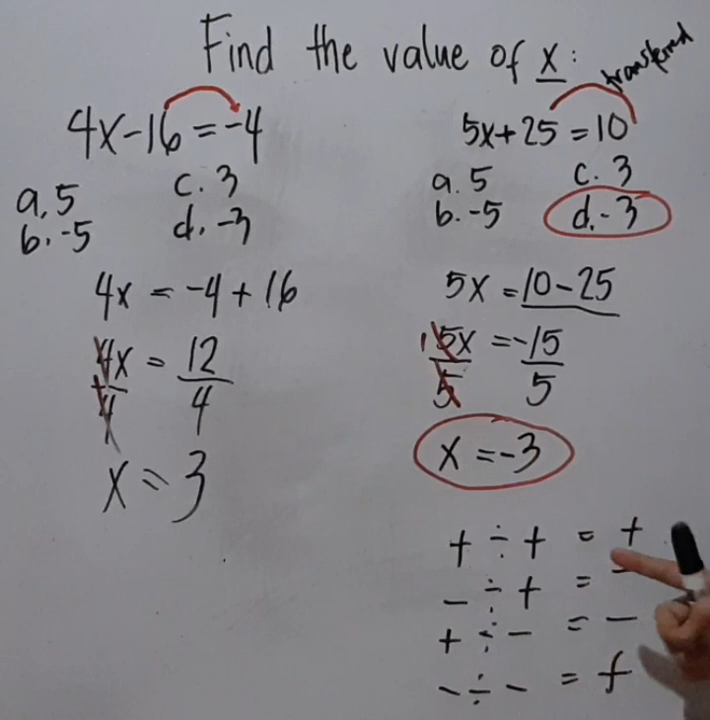 Find the value of x:
transferred
4x-16=-4
a. 5
c. 3
b. -5
d. -3
4x = -4+16
4x = 12
4 4
x = 3
5x+25=10
a. 5
c. 3
b. -5
d. -3
5x = 10-25
1 5x = -15
5 5
x = -3
+ ÷ + = +
- ÷ + = -
+ ÷ - = -
- ÷ - = +